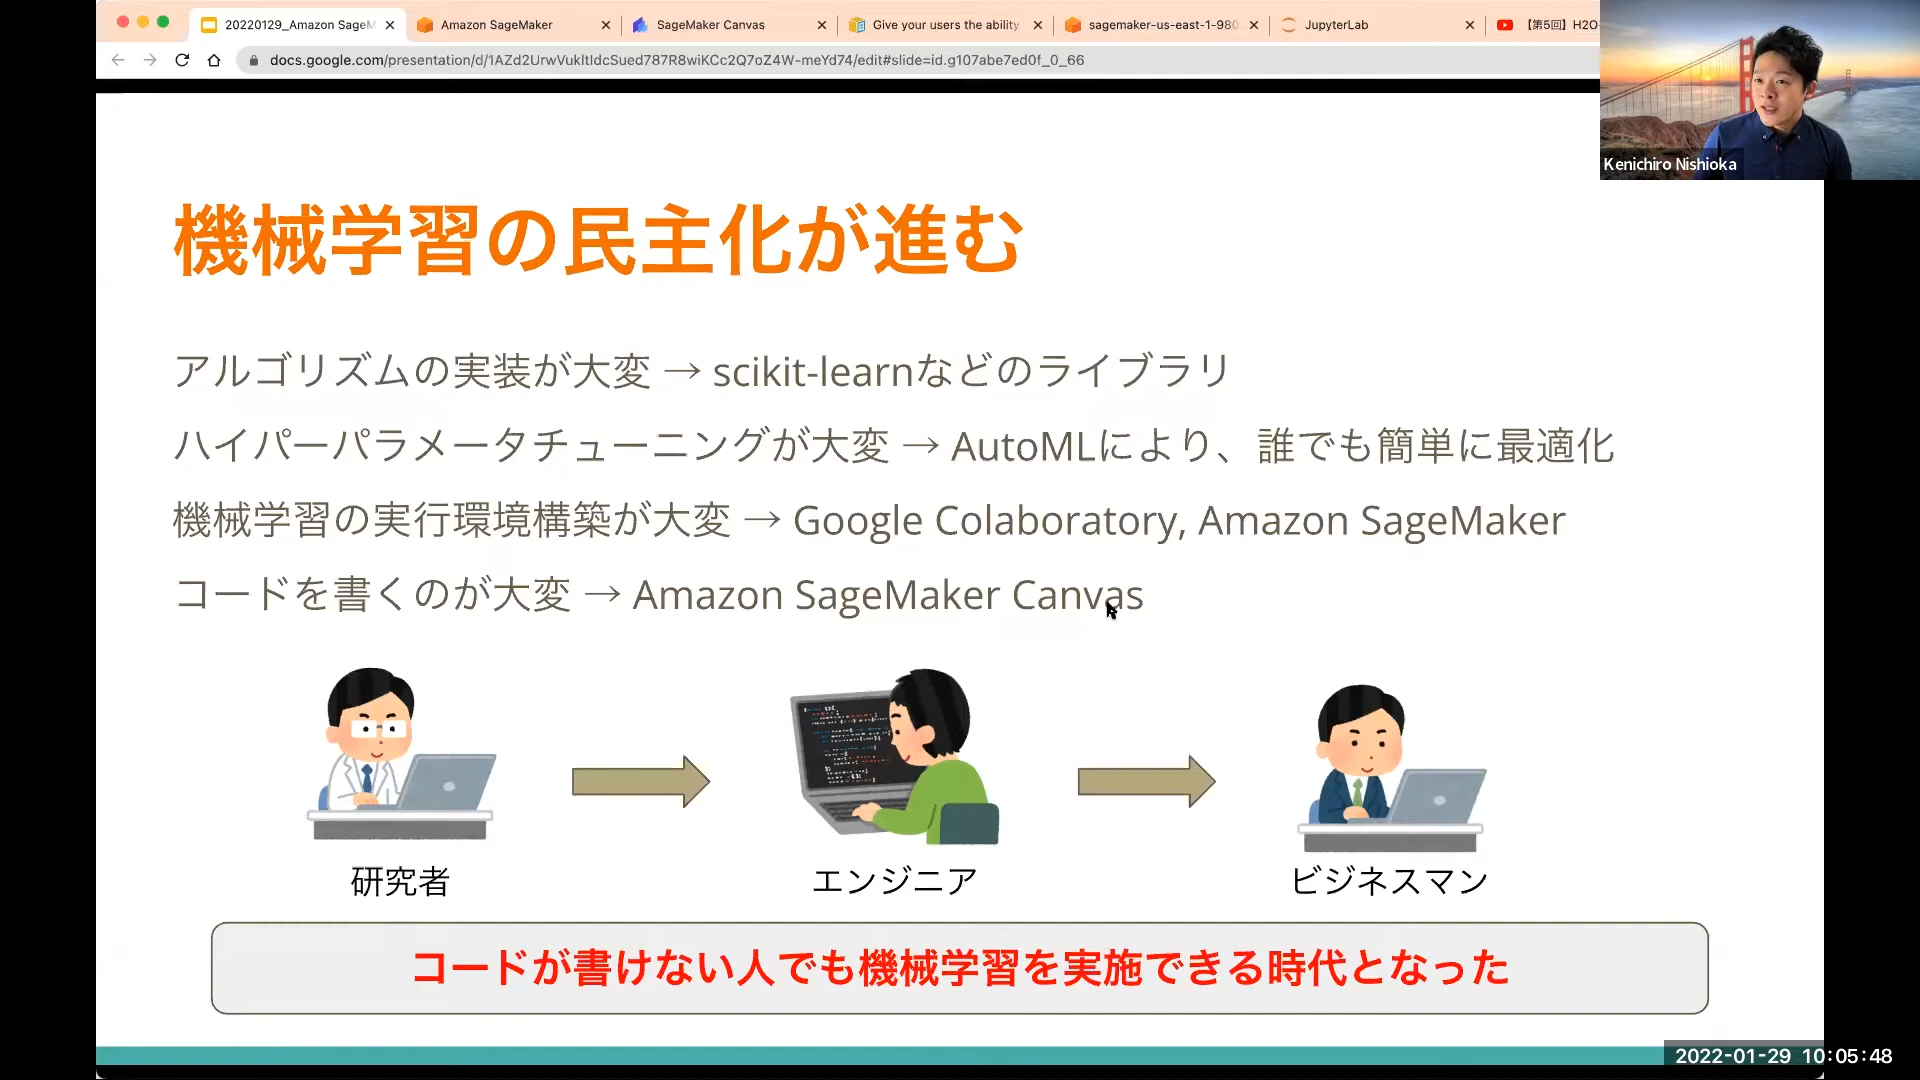 20220129_Amazon SageM
Amazon SageMaker
SageMaker Canvas
Give your users the ability
sagemaker-us-east-1-980
JupyterLab
【第5回】H2O
docs.google.com/presentation/d/1AZd2UrwVukltIdcSued787R8wiKCc2Q7oZ4W-meYd74/edit#slide=id.g107abe7ed0f_0_66
Kenichiro Nishioka
機械学習の民主化が進む
アルゴリズムの実装が大変 → scikit-learnなどのライブラリ
ハイパーパラメータチューニングが大変 → AutoMLにより、誰でも簡単に最適化
機械学習の実行環境構築が大変 → Google Colaboratory, Amazon SageMaker
コードを書くのが大変 → Amazon SageMaker Canvas
研究者
エンジニア
ビジネスマン
コードが書けない人でも機械学習を実施できる時代となった
2022-01-29 10:05:48